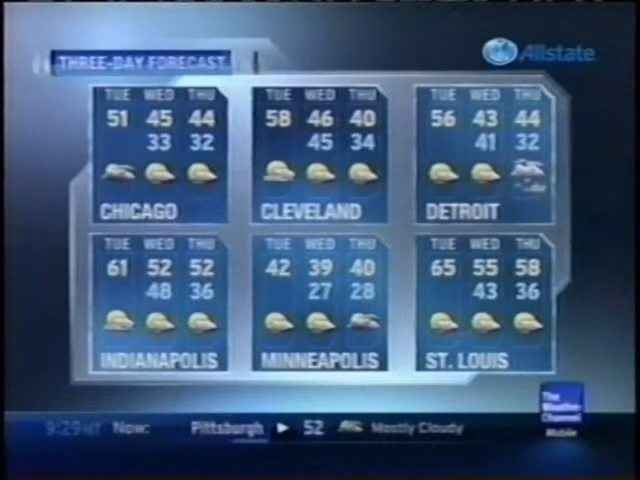 THREE-DAY FORECAST
Allstate
TUE WED THU
51 45 44
33 32
CHICAGO
TUE WED THU
58 46 40
45 34
CLEVELAND
TUE WED THU
56 43 44
41 32
DETROIT
TUE WED THU
61 52 52
48 36
INDIANAPOLIS
TUE WED THU
42 39 40
27 28
MINNEAPOLIS
TUE WED THU
65 55 58
43 36
ST. LOUIS
The
Weather
Channel
Mobile
9:29 Now: Pittsburgh 52 Mostly Cloudy